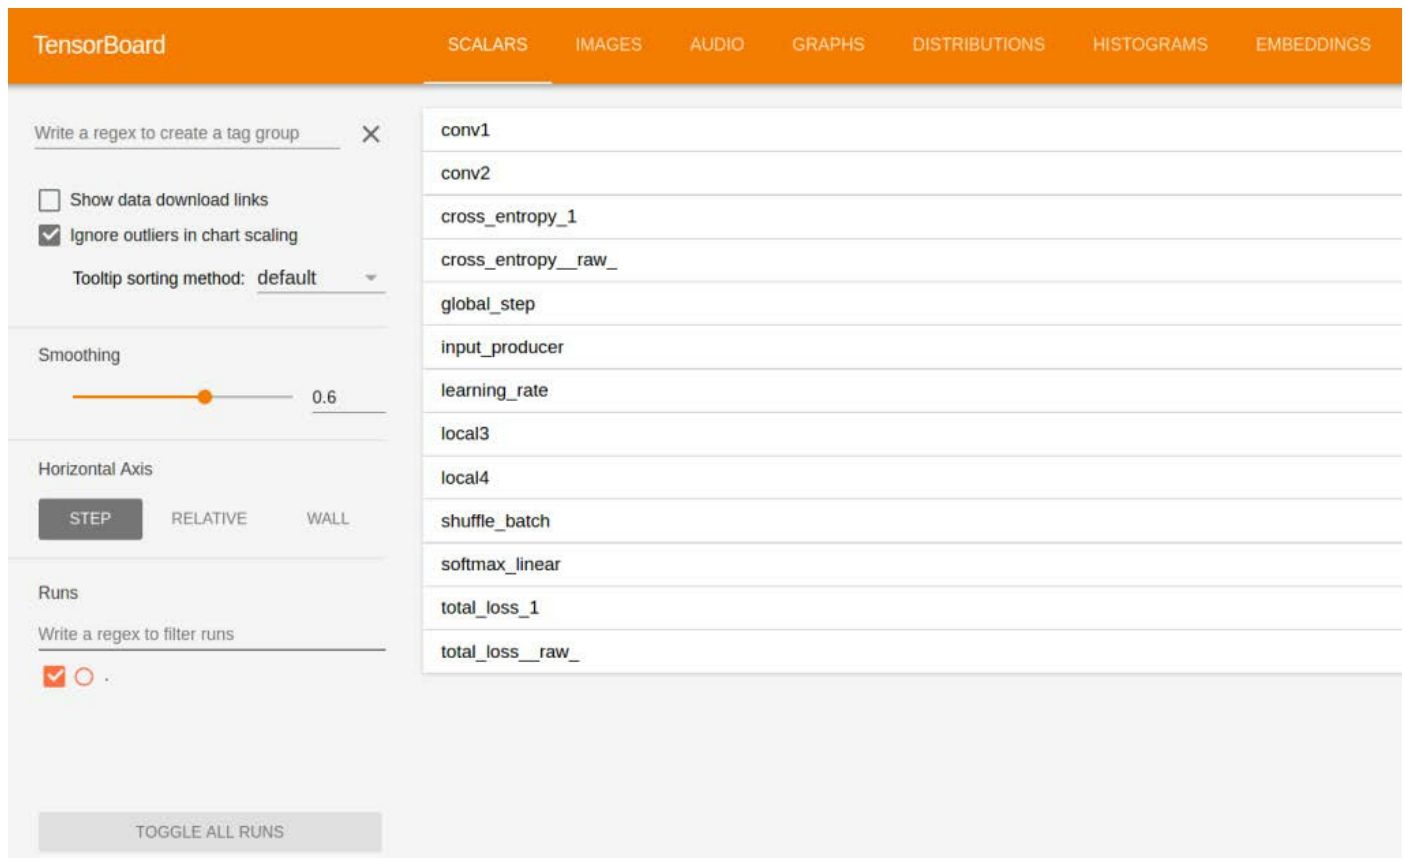 TensorBoard
SCALARS IMAGES AUDIO GRAPHS DISTRIBUTIONS HISTOGRAMS EMBEDDINGS
Write a regex to create a tag group
Show data download links
Ignore outliers in chart scaling
Tooltip sorting method: default
Smoothing
0.6
Horizontal Axis
STEP RELATIVE WALL
Runs
Write a regex to filter runs
.
TOGGLE ALL RUNS
conv1
conv2
cross_entropy_1
cross_entropy__raw_
global_step
input_producer
learning_rate
local3
local4
shuffle_batch
softmax_linear
total_loss_1
total_loss__raw_